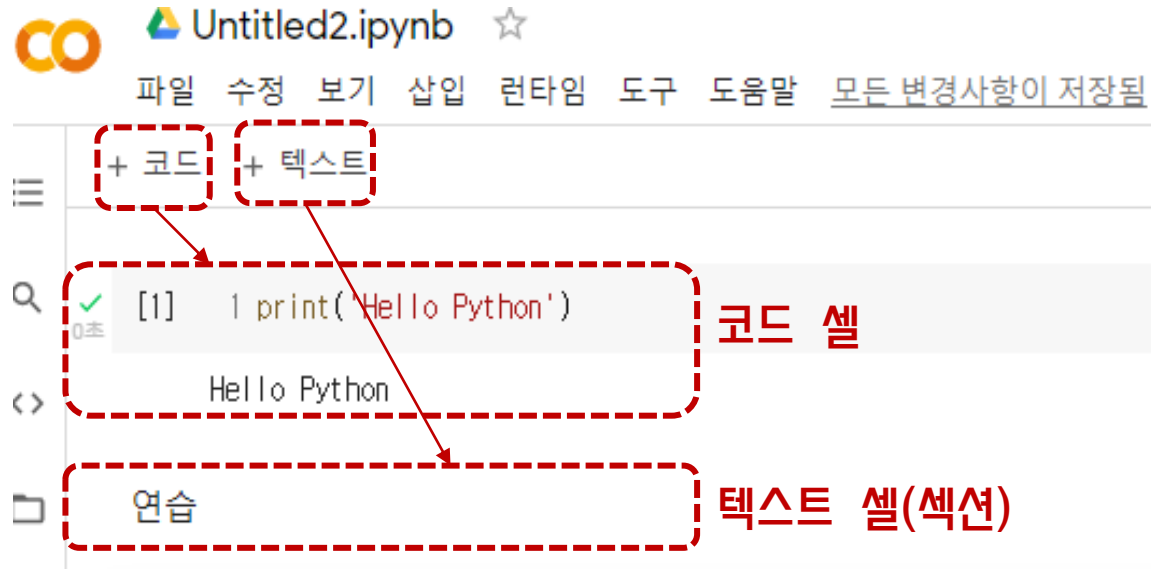 CO Untitled2.ipynb
파일 수정 보기 삽입 런타임 도구 도움말 모든 변경사항이 저장됨
+ 코드 + 텍스트
[1] 1 print('Hello Python')
0초
코드 셀
Hello Python
연습
텍스트 셀(섹션)